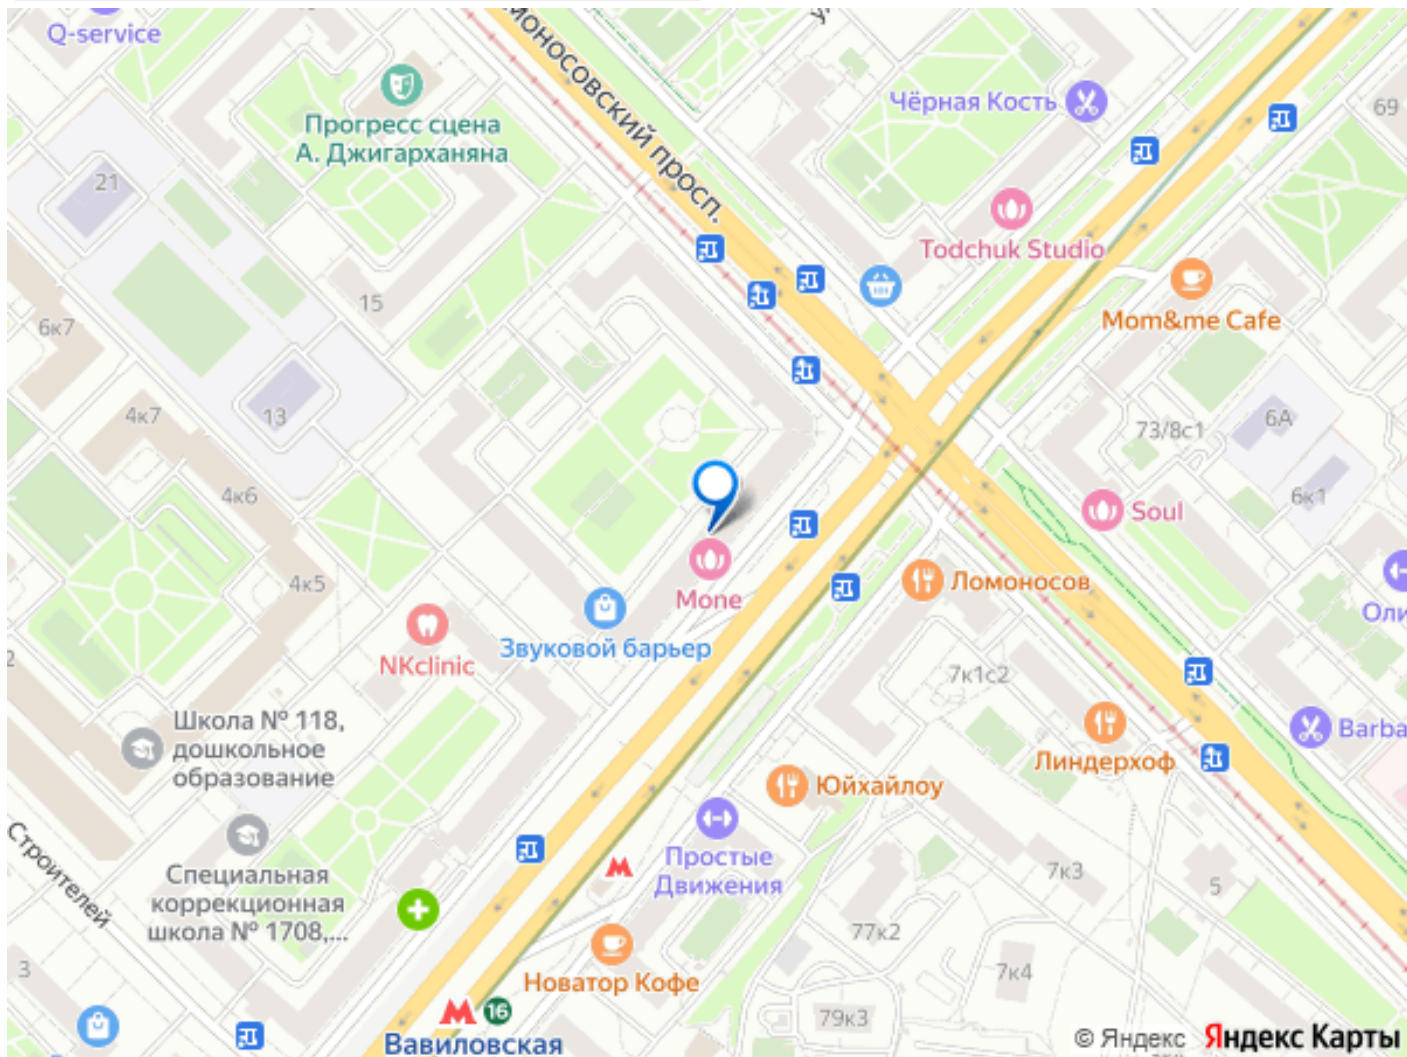 Q-service
Ломоносовский просп.
Чёрная Кость
69
Прогресс сцена
А. Джигарханяна
21
Todchuk Studio
15
6к7
Mom&me Cafe
4к7
13
73/8с1
6А
4к6
6к1
Soul
4к5
Mone
Ломоносов
Звуковой барьер
NKclinic
2
7к1с2
Школа № 118,
дошкольное
образование
Линдерхоф
Barba
Юйхайлоу
Строителей
Простые
Движения
Специальная
коррекционная
школа № 1708,...
7к3
5
77к2
3
Новатор Кофе
7к4
16
79к3
Вавиловская
© Яндекс Яндекс Карты